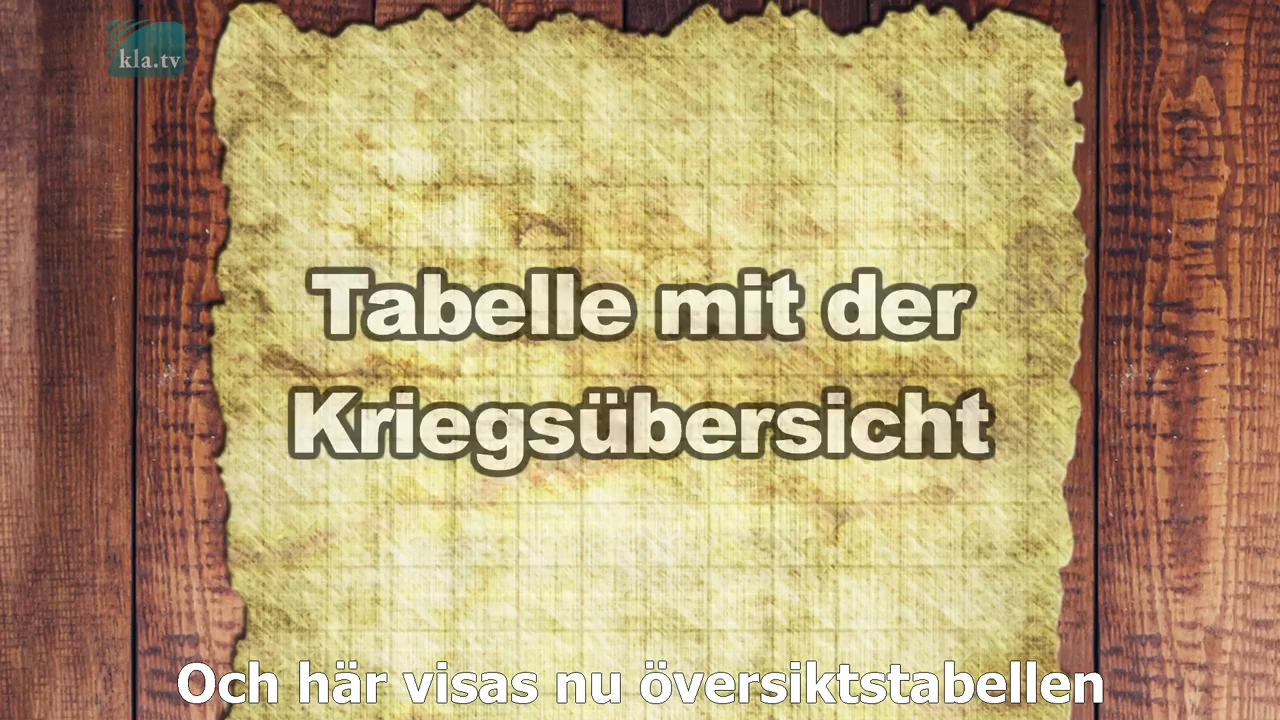 kla.tv
Tabelle mit der
Kriegsübersicht
Och här visas nu översiktstabellen